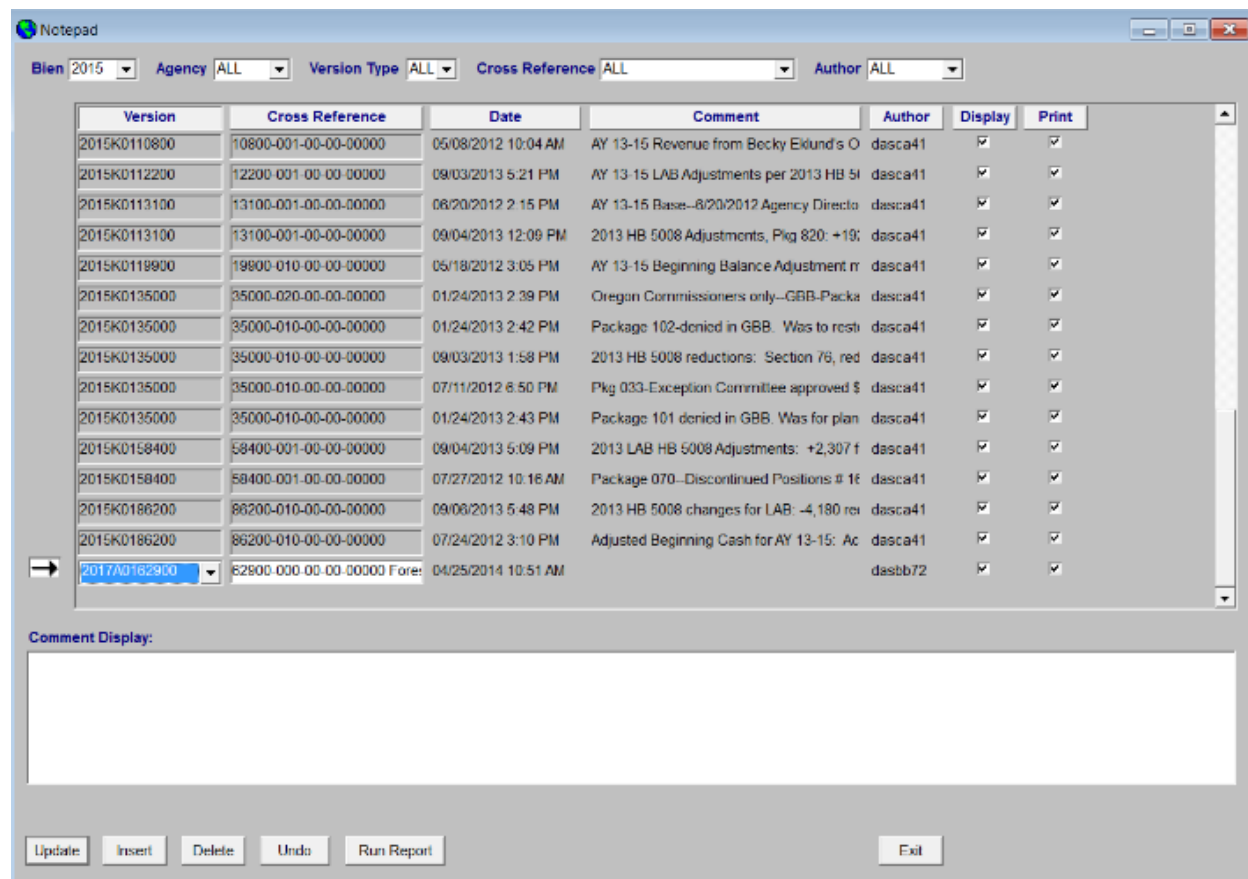 Notepad
Bien 2015 Agency ALL Version Type ALL Cross Reference ALL Author ALL
Version Cross Reference Date Comment Author Display Print
2015K0110800 10800-001-00-00-00000 05/08/2012 10:04 AM AY 13-15 Revenue from Becky Eklund's O dasca41
2015K0112200 12200-001-00-00-00000 09/03/2013 5:21 PM AY 13-15 LAB Adjustments per 2013 HB 5( dasca41
2015K0113100 13100-001-00-00-00000 06/20/2012 2:15 PM AY 13-15 Base--6/20/2012 Agency Directo dasca41
2015K0113100 13100-001-00-00-00000 09/04/2013 12:09 PM 2013 HB 5008 Adjustments, Pkg 820: +19; dasca41
2015K0119900 19900-010-00-00-00000 05/18/2012 3:05 PM AY 13-15 Beginning Balance Adjustment m dasca41
2015K0135000 35000-020-00-00-00000 01/24/2013 2:39 PM Oregon Commissioners only--GBB-Packa dasca41
2015K0135000 35000-010-00-00-00000 01/24/2013 2:42 PM Package 102-denied in GBB. Was to rest dasca41
2015K0135000 35000-010-00-00-00000 09/03/2013 1:58 PM 2013 HB 5008 reductions: Section 76, red dasca41
2015K0135000 35000-010-00-00-00000 07/11/2012 6:50 PM Pkg 033-Exception Committee approved $ dasca41
2015K0135000 35000-010-00-00-00000 01/24/2013 2:43 PM Package 101 denied in GBB. Was for plan dasca41
2015K0158400 58400-001-00-00-00000 09/04/2013 5:09 PM 2013 LAB HB 5008 Adjustments: +2,307 f dasca41
2015K0158400 58400-001-00-00-00000 07/27/2012 10:16 AM Package 070--Discontinued Positions # 16 dasca41
2015K0186200 86200-010-00-00-00000 09/06/2013 5:48 PM 2013 HB 5008 changes for LAB: -4,180 re dasca41
2015K0186200 86200-010-00-00-00000 07/24/2012 3:10 PM Adjusted Beginning Cash for AY 13-15: Ac dasca41
2017A0162900 62900-000-00-00-00000 Fores 04/25/2014 10:51 AM dasbb72
Comment Display:
Update Insert Delete Undo Run Report Exit